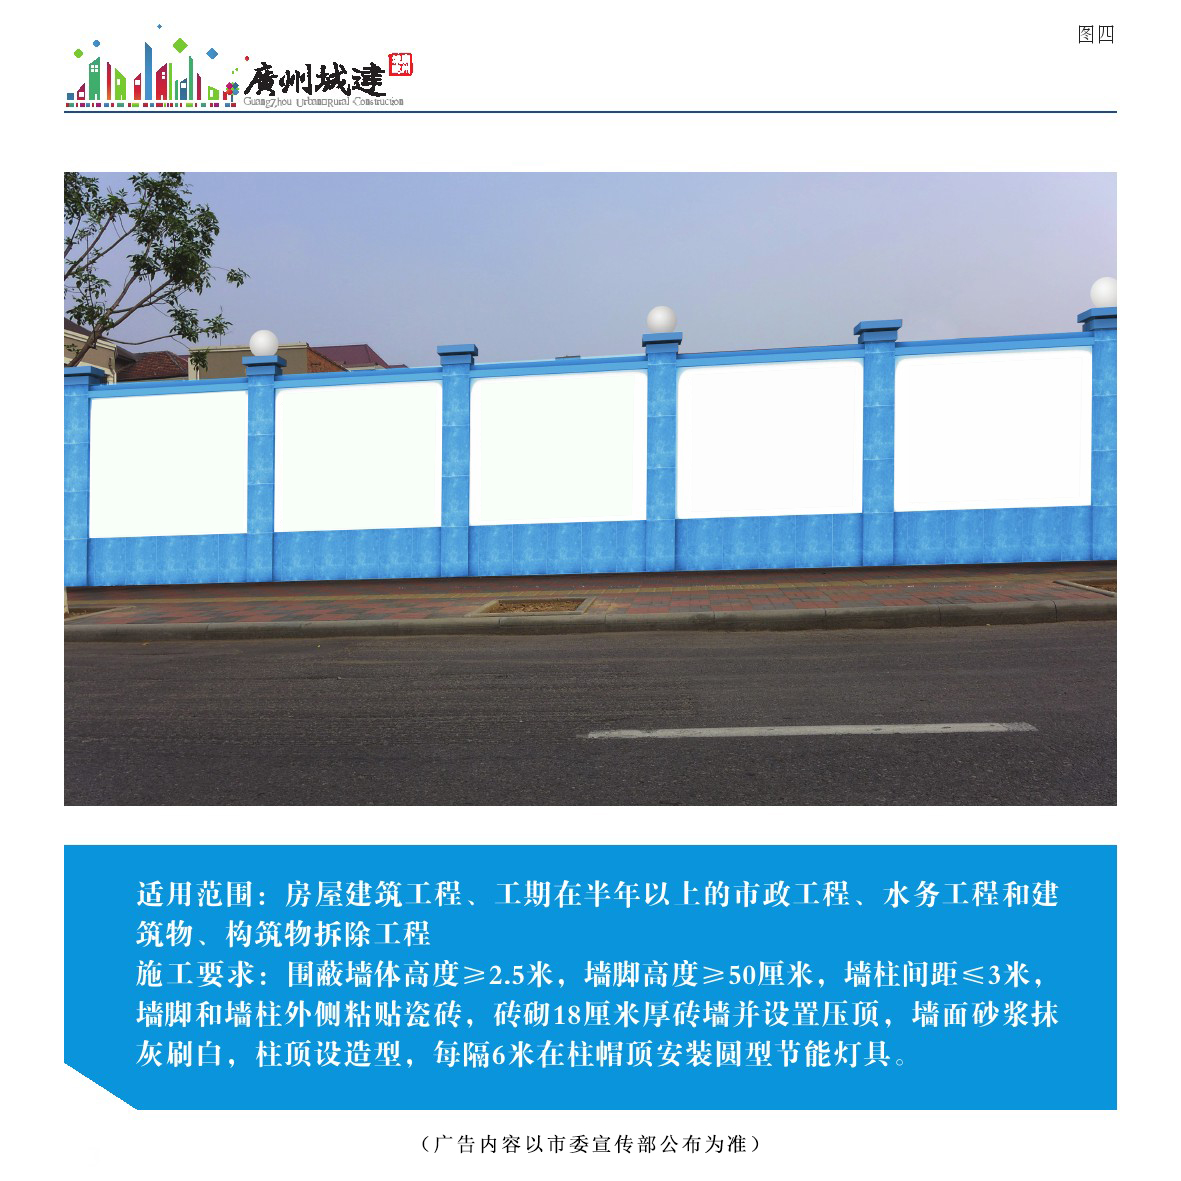 图四
廣州城建
GuangZhou Urban&Rural Construction
适用范围：房屋建筑工程、工期在半年以上的市政工程、水务工程和建
筑物、构筑物拆除工程
施工要求：围蔽墙体高度≥2.5米，墙脚高度≥50厘米，墙柱间距≤3米，
墙脚和墙柱外侧粘贴瓷砖，砖砌18厘米厚砖墙并设置压顶，墙面砂浆抹
灰刷白，柱顶设造型，每隔6米在柱帽顶安装圆型节能灯具。
（广告内容以市委宣传部公布为准）